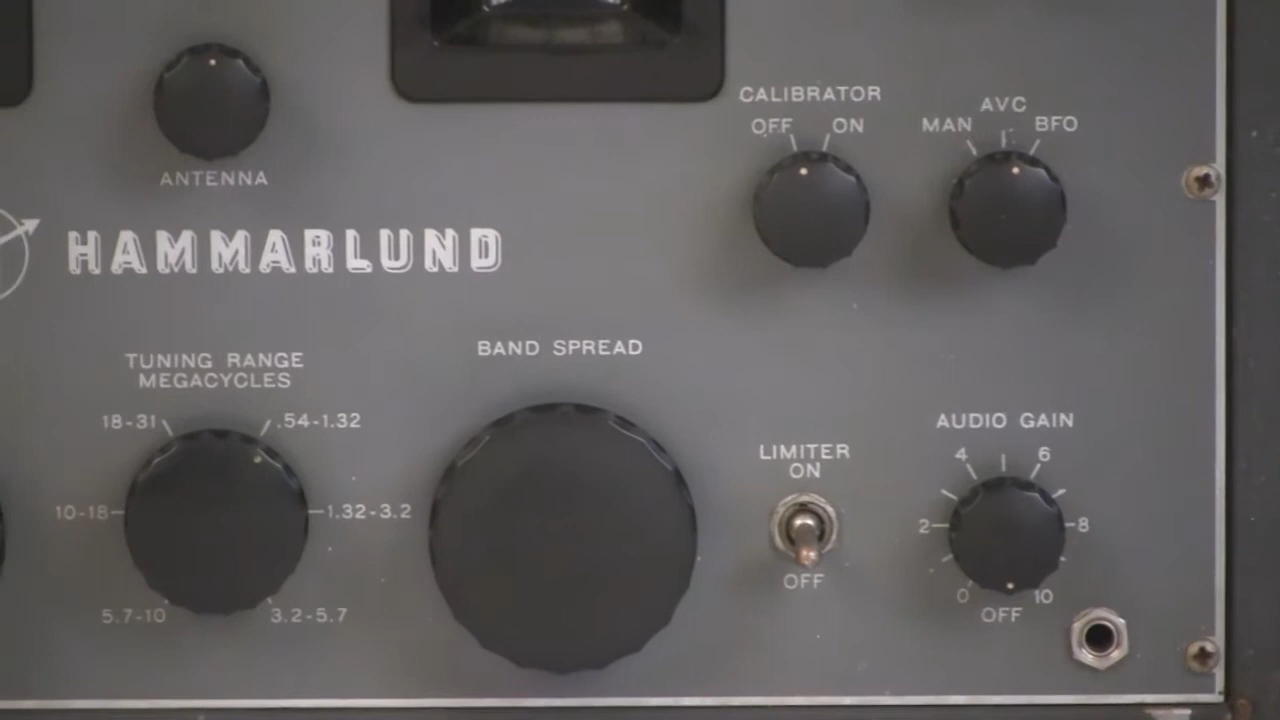 CALIBRATOR
OFF ON
AVC
MAN BFO
ANTENNA
HAMMARLUND
TUNING RANGE
MEGACYCLES
18-31 .54-1.32
10-18 1.32-3.2
5.7-10 3.2-5.7
BAND SPREAD
LIMITER
ON
OFF
AUDIO GAIN
4 6
2 8
0 10
OFF